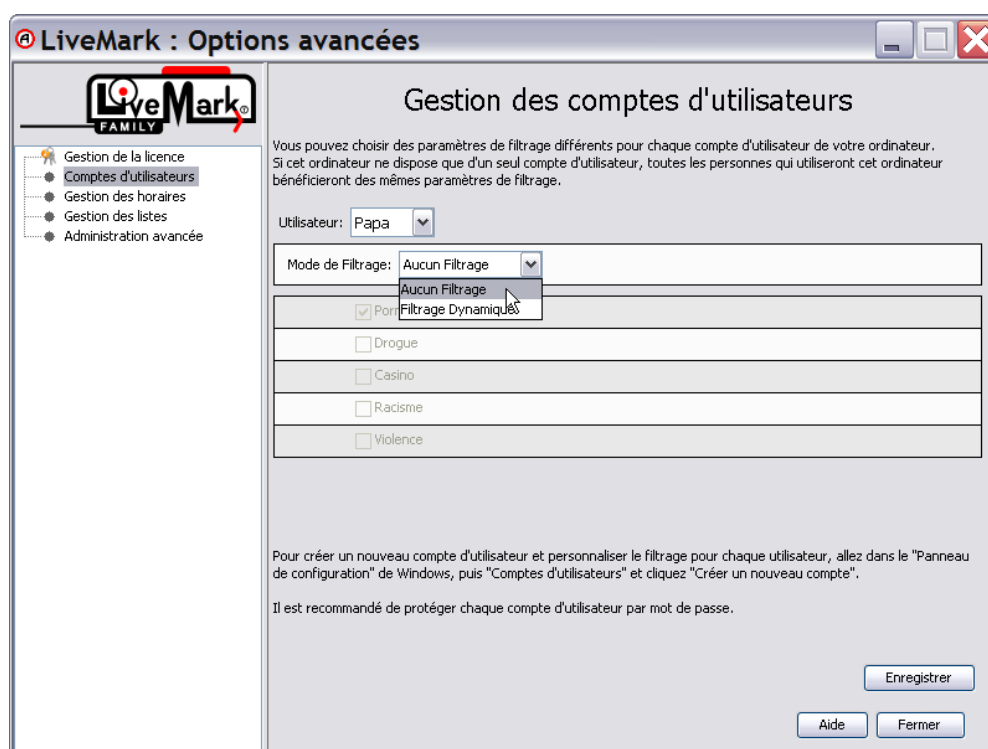 LiveMark : Options avancées
LiveMark
FAMILY
Gestion de la licence
Comptes d'utilisateurs
Gestion des horaires
Gestion des listes
Administration avancée
Gestion des comptes d'utilisateurs
Vous pouvez choisir des paramètres de filtrage différents pour chaque compte d'utilisateur de votre ordinateur.
Si cet ordinateur ne dispose que d'un seul compte d'utilisateur, toutes les personnes qui utiliseront cet ordinateur
bénéficieront des mêmes paramètres de filtrage.
Utilisateur: Papa
Mode de Filtrage: Aucun Filtrage
Aucun Filtrage
Filtrage Dynamique
Drogue
Casino
Racisme
Violence
Pour créer un nouveau compte d'utilisateur et personnaliser le filtrage pour chaque utilisateur, allez dans le "Panneau
de configuration" de Windows, puis "Comptes d'utilisateurs" et cliquez "Créer un nouveau compte".
Il est recommandé de protéger chaque compte d'utilisateur par mot de passe.
Enregistrer
Aide Fermer